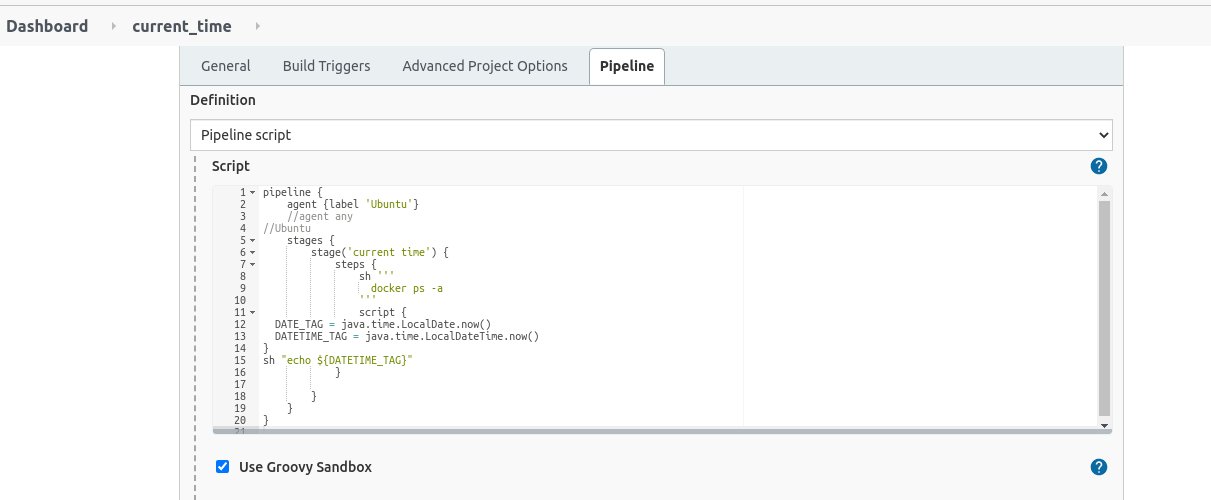 Dashboard current_time
General Build Triggers Advanced Project Options Pipeline
Definition
Pipeline script
Script ?
1 pipeline {
2     agent {label 'Ubuntu'}
3     //agent any
4 //Ubuntu
5     stages {
6         stage('current time') {
7             steps {
8                 sh '''
9                   docker ps -a
10                 '''
11                 script {
12   DATE_TAG = java.time.LocalDate.now()
13   DATETIME_TAG = java.time.LocalDateTime.now()
14 }
15 sh "echo ${DATETIME_TAG}"
16             }
17
18         }
19     }
20 }
21
Use Groovy Sandbox ?